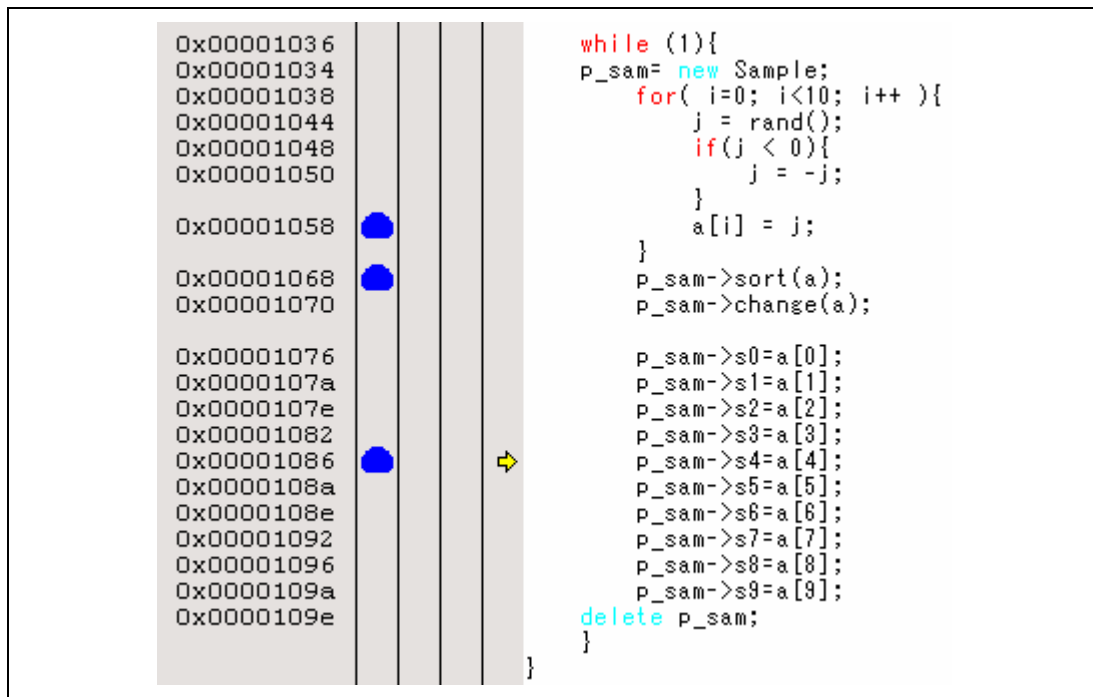 0x00001036 while (1){
0x00001034 p_sam= new Sample;
0x00001038 for( i=0; i<10; i++ ){
0x00001044 j = rand();
0x00001048 if(j < 0){
0x00001050 j = -j;
}
0x00001058 a[i] = j;
}
0x00001068 p_sam->sort(a);
0x00001070 p_sam->change(a);
0x00001076 p_sam->s0=a[0];
0x0000107a p_sam->s1=a[1];
0x0000107e p_sam->s2=a[2];
0x00001082 p_sam->s3=a[3];
0x00001086 p_sam->s4=a[4];
0x0000108a p_sam->s5=a[5];
0x0000108e p_sam->s6=a[6];
0x00001092 p_sam->s7=a[7];
0x00001096 p_sam->s8=a[8];
0x0000109a p_sam->s9=a[9];
0x0000109e delete p_sam;
}
}